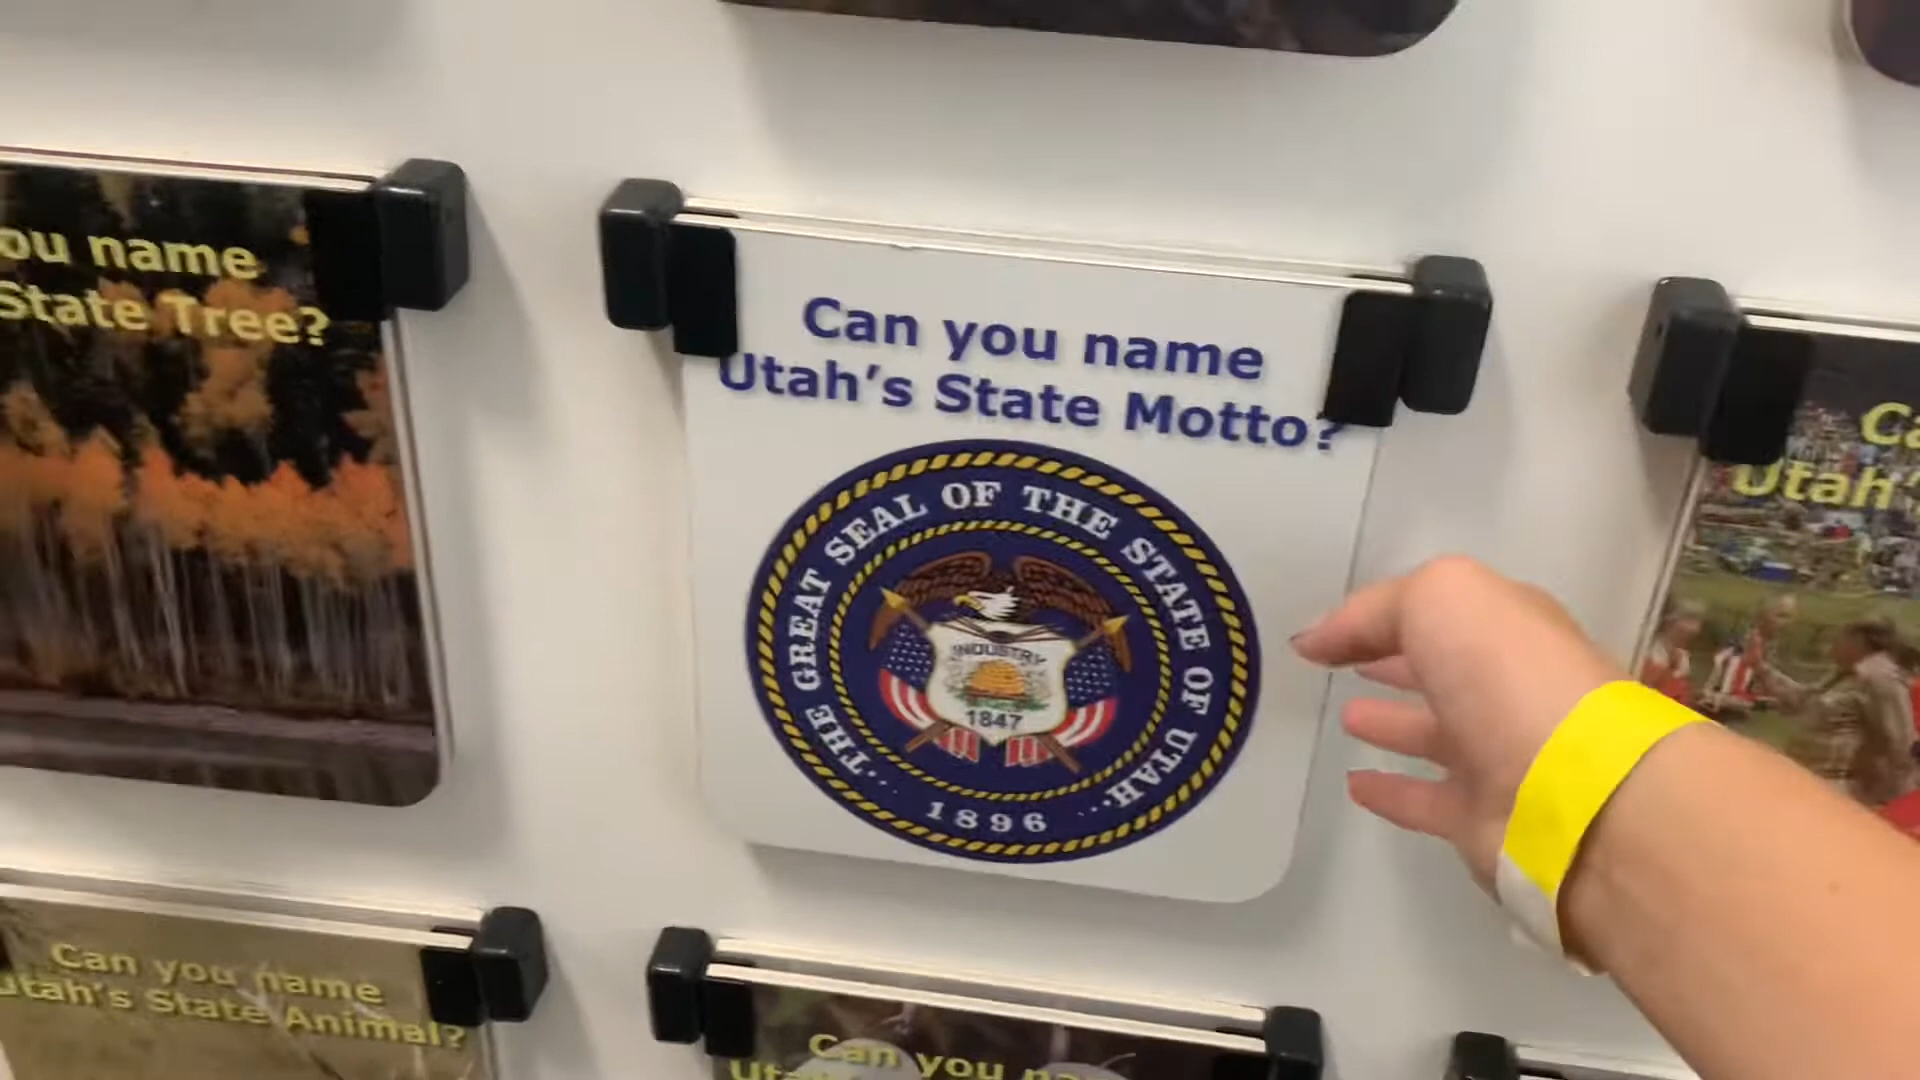 ou name
State Tree?
Can you name
Utah's State Motto?
THE GREAT SEAL OF THE STATE OF UTAH
INDUSTRY
1847
1896
Utah'
Can you name
Utah's State Animal?
Can you na